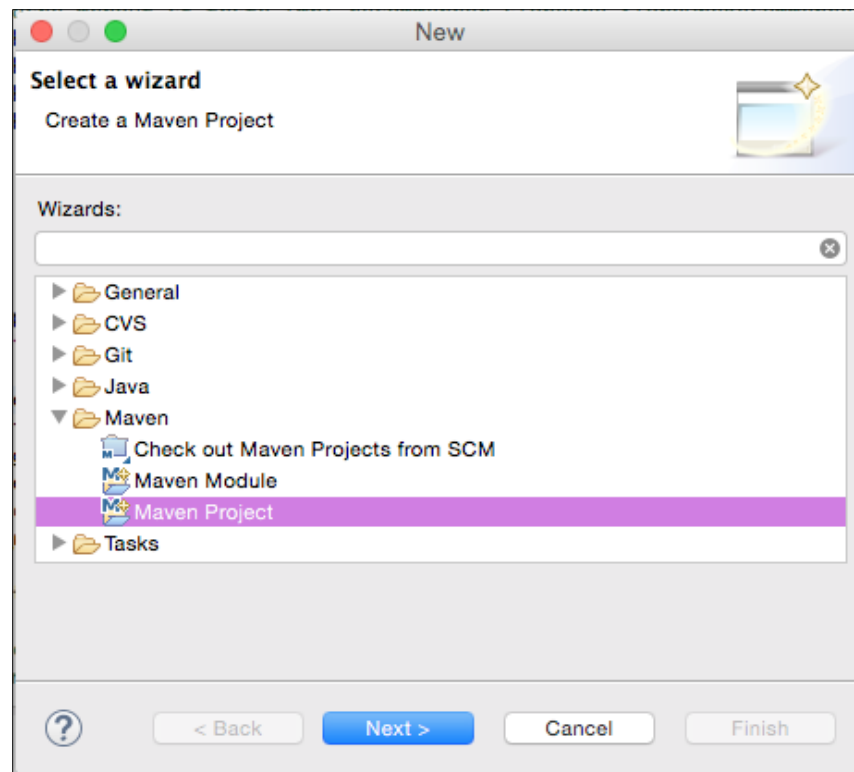 New
Select a wizard
Create a Maven Project
Wizards:
General
CVS
Git
Java
Maven
Check out Maven Projects from SCM
Maven Module
Maven Project
Tasks
? < Back Next > Cancel Finish